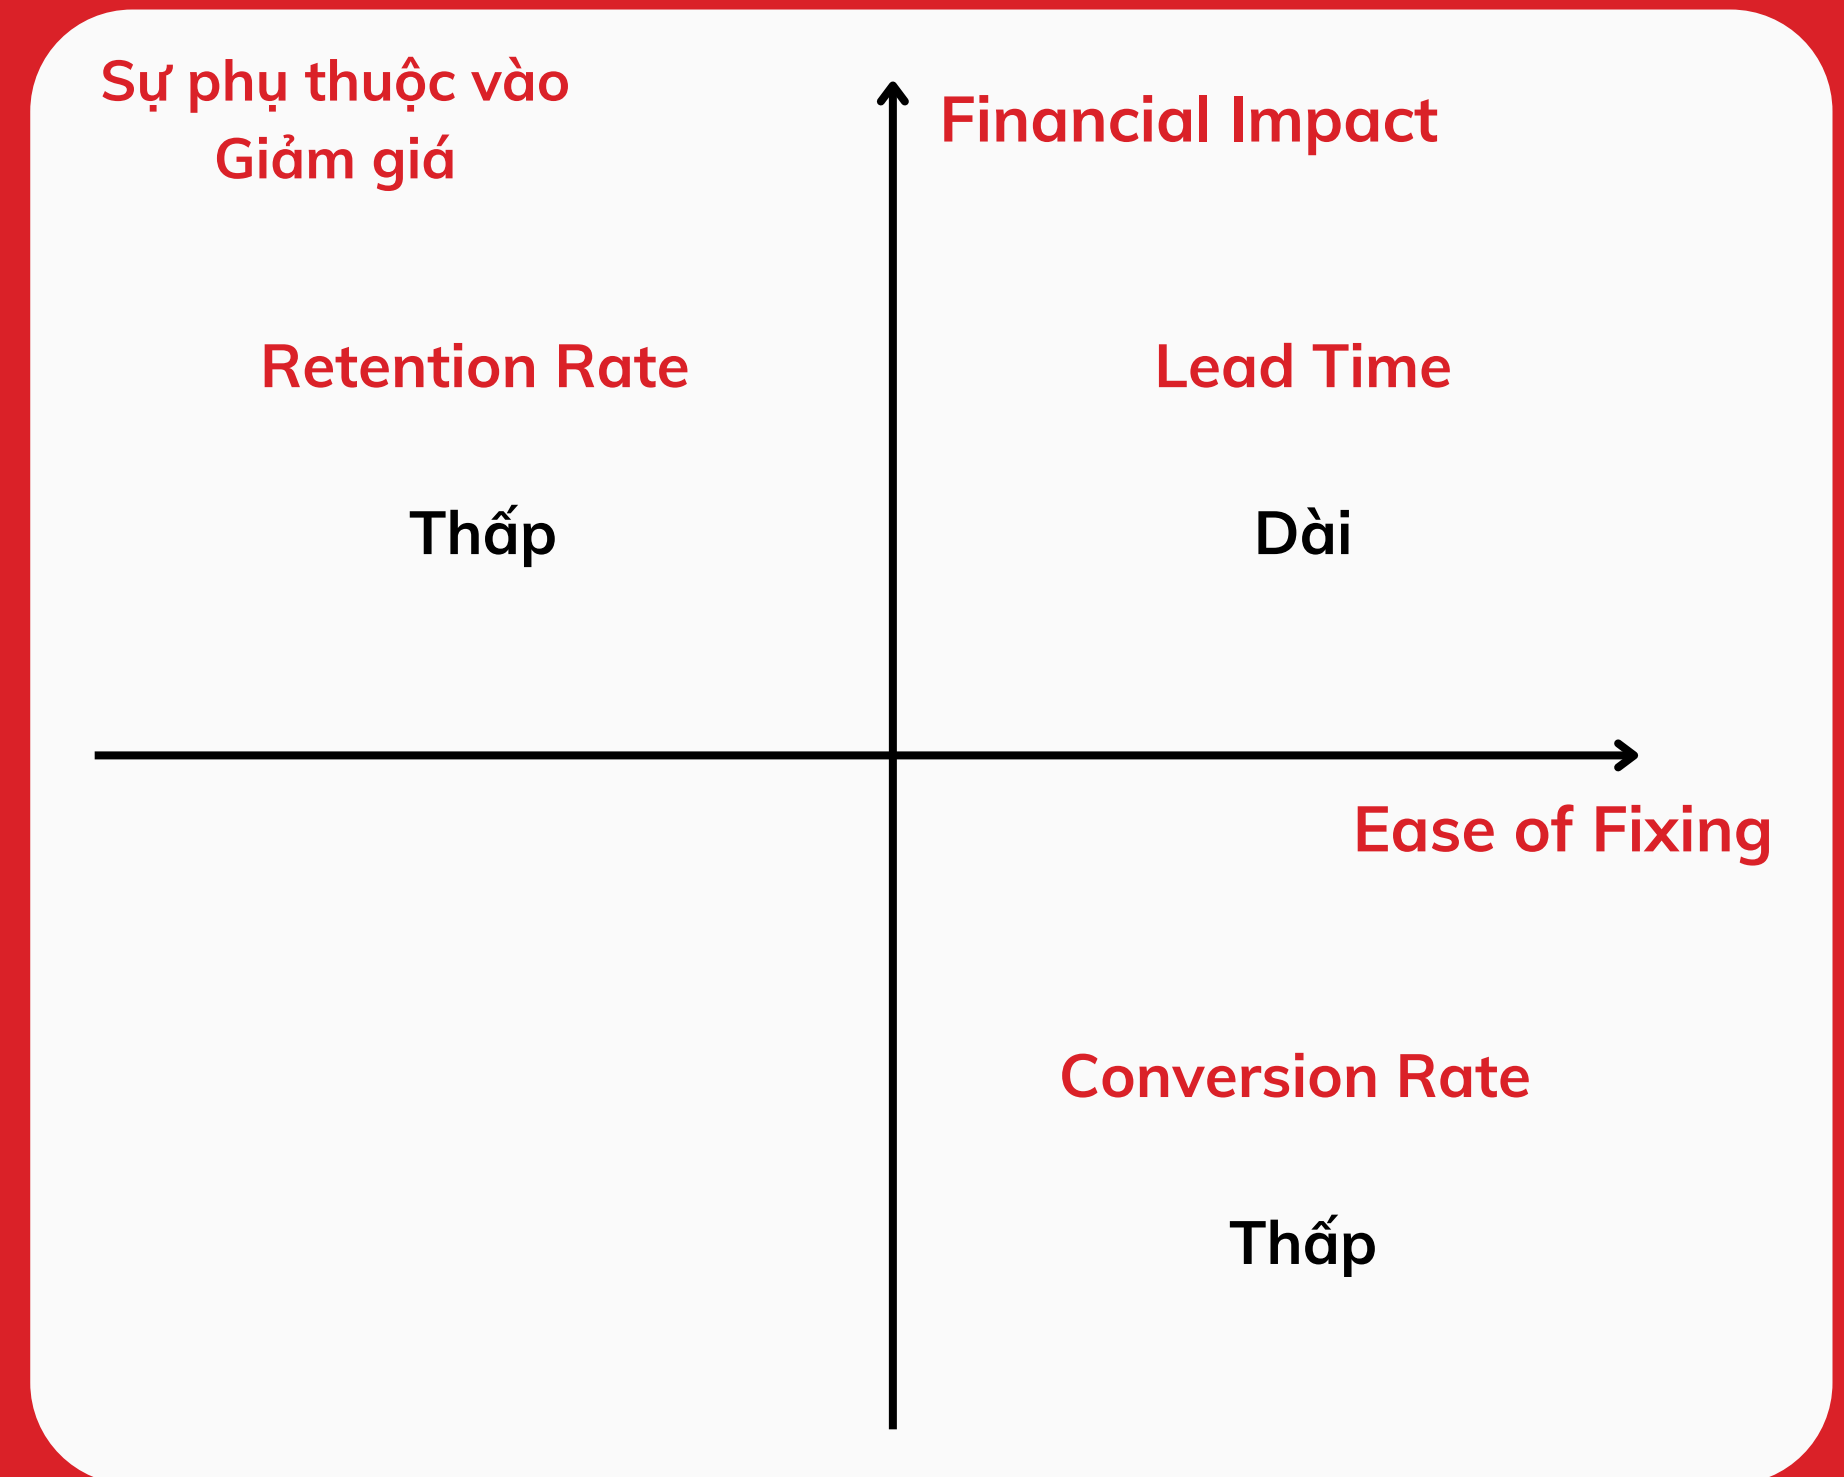 Sự phụ thuộc vào
Giảm giá
Financial Impact
Retention Rate
Lead Time
Thấp
Dài
Ease of Fixing
Conversion Rate
Thấp